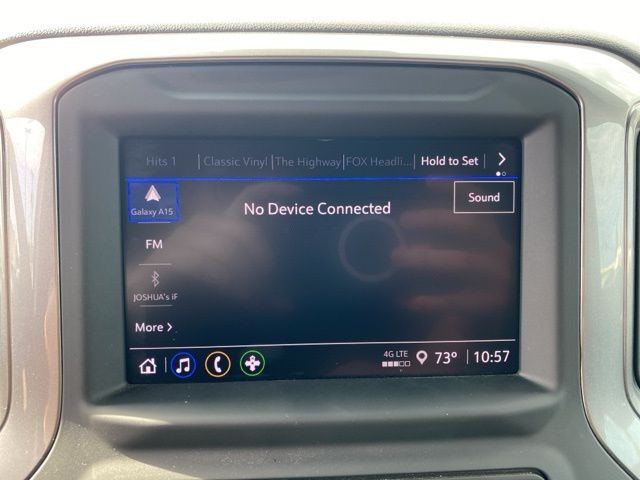 Hits 1 Classic Vinyl The Highway FOX Headli... Hold to Set
Galaxy A15
No Device Connected
Sound
FM
JOSHUA's iF
More
4G LTE
73° 10:57